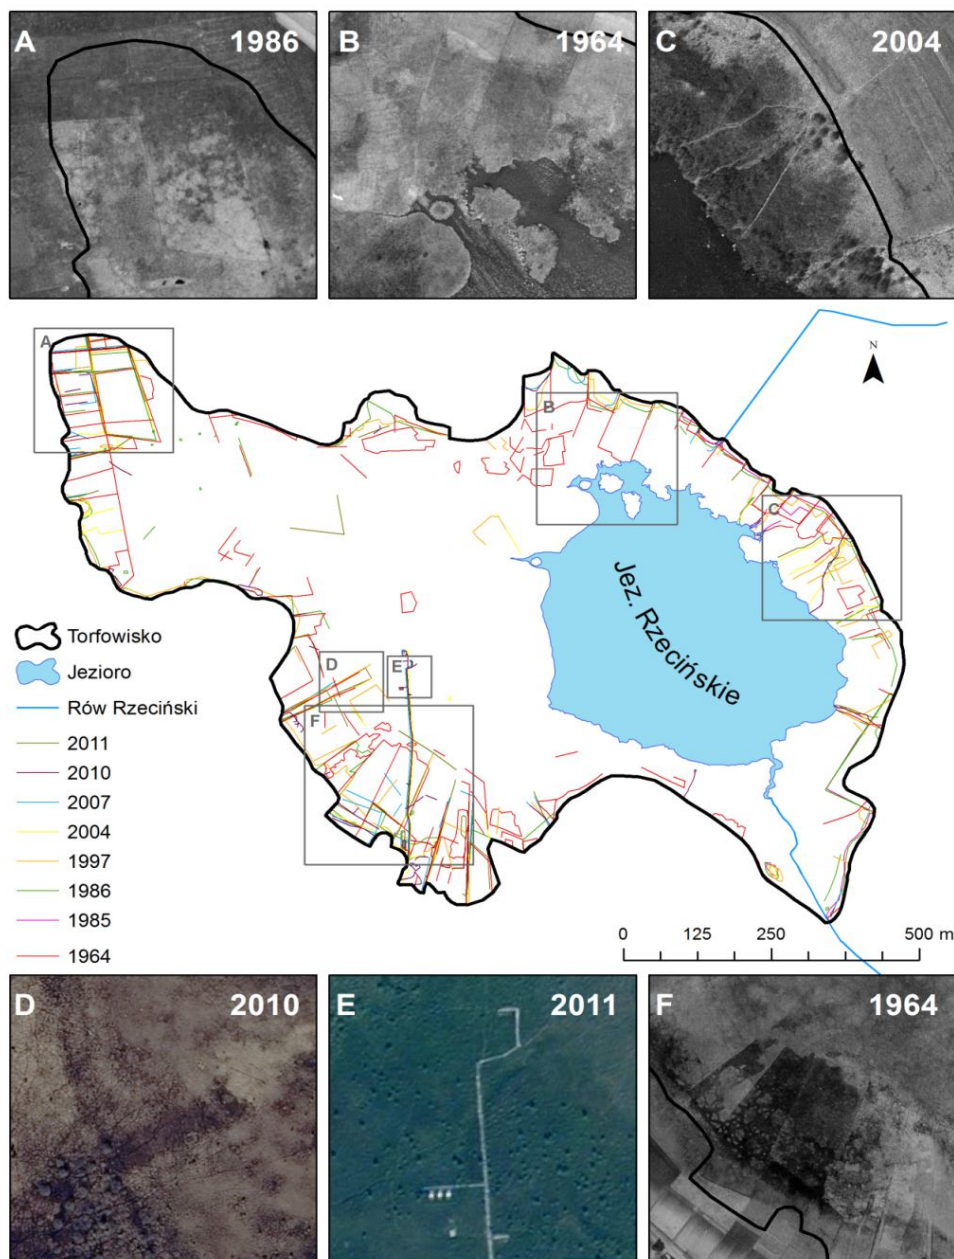 A 1986
B 1964
C 2004
N
A
B
C
Jez. Rzecińskie
D
E
F
Torfowisko
Jezioro
Rów Rzeciński
2011
2010
2007
2004
1997
1986
1985
1964
0 125 250 500 m
D 2010
E 2011
F 1964